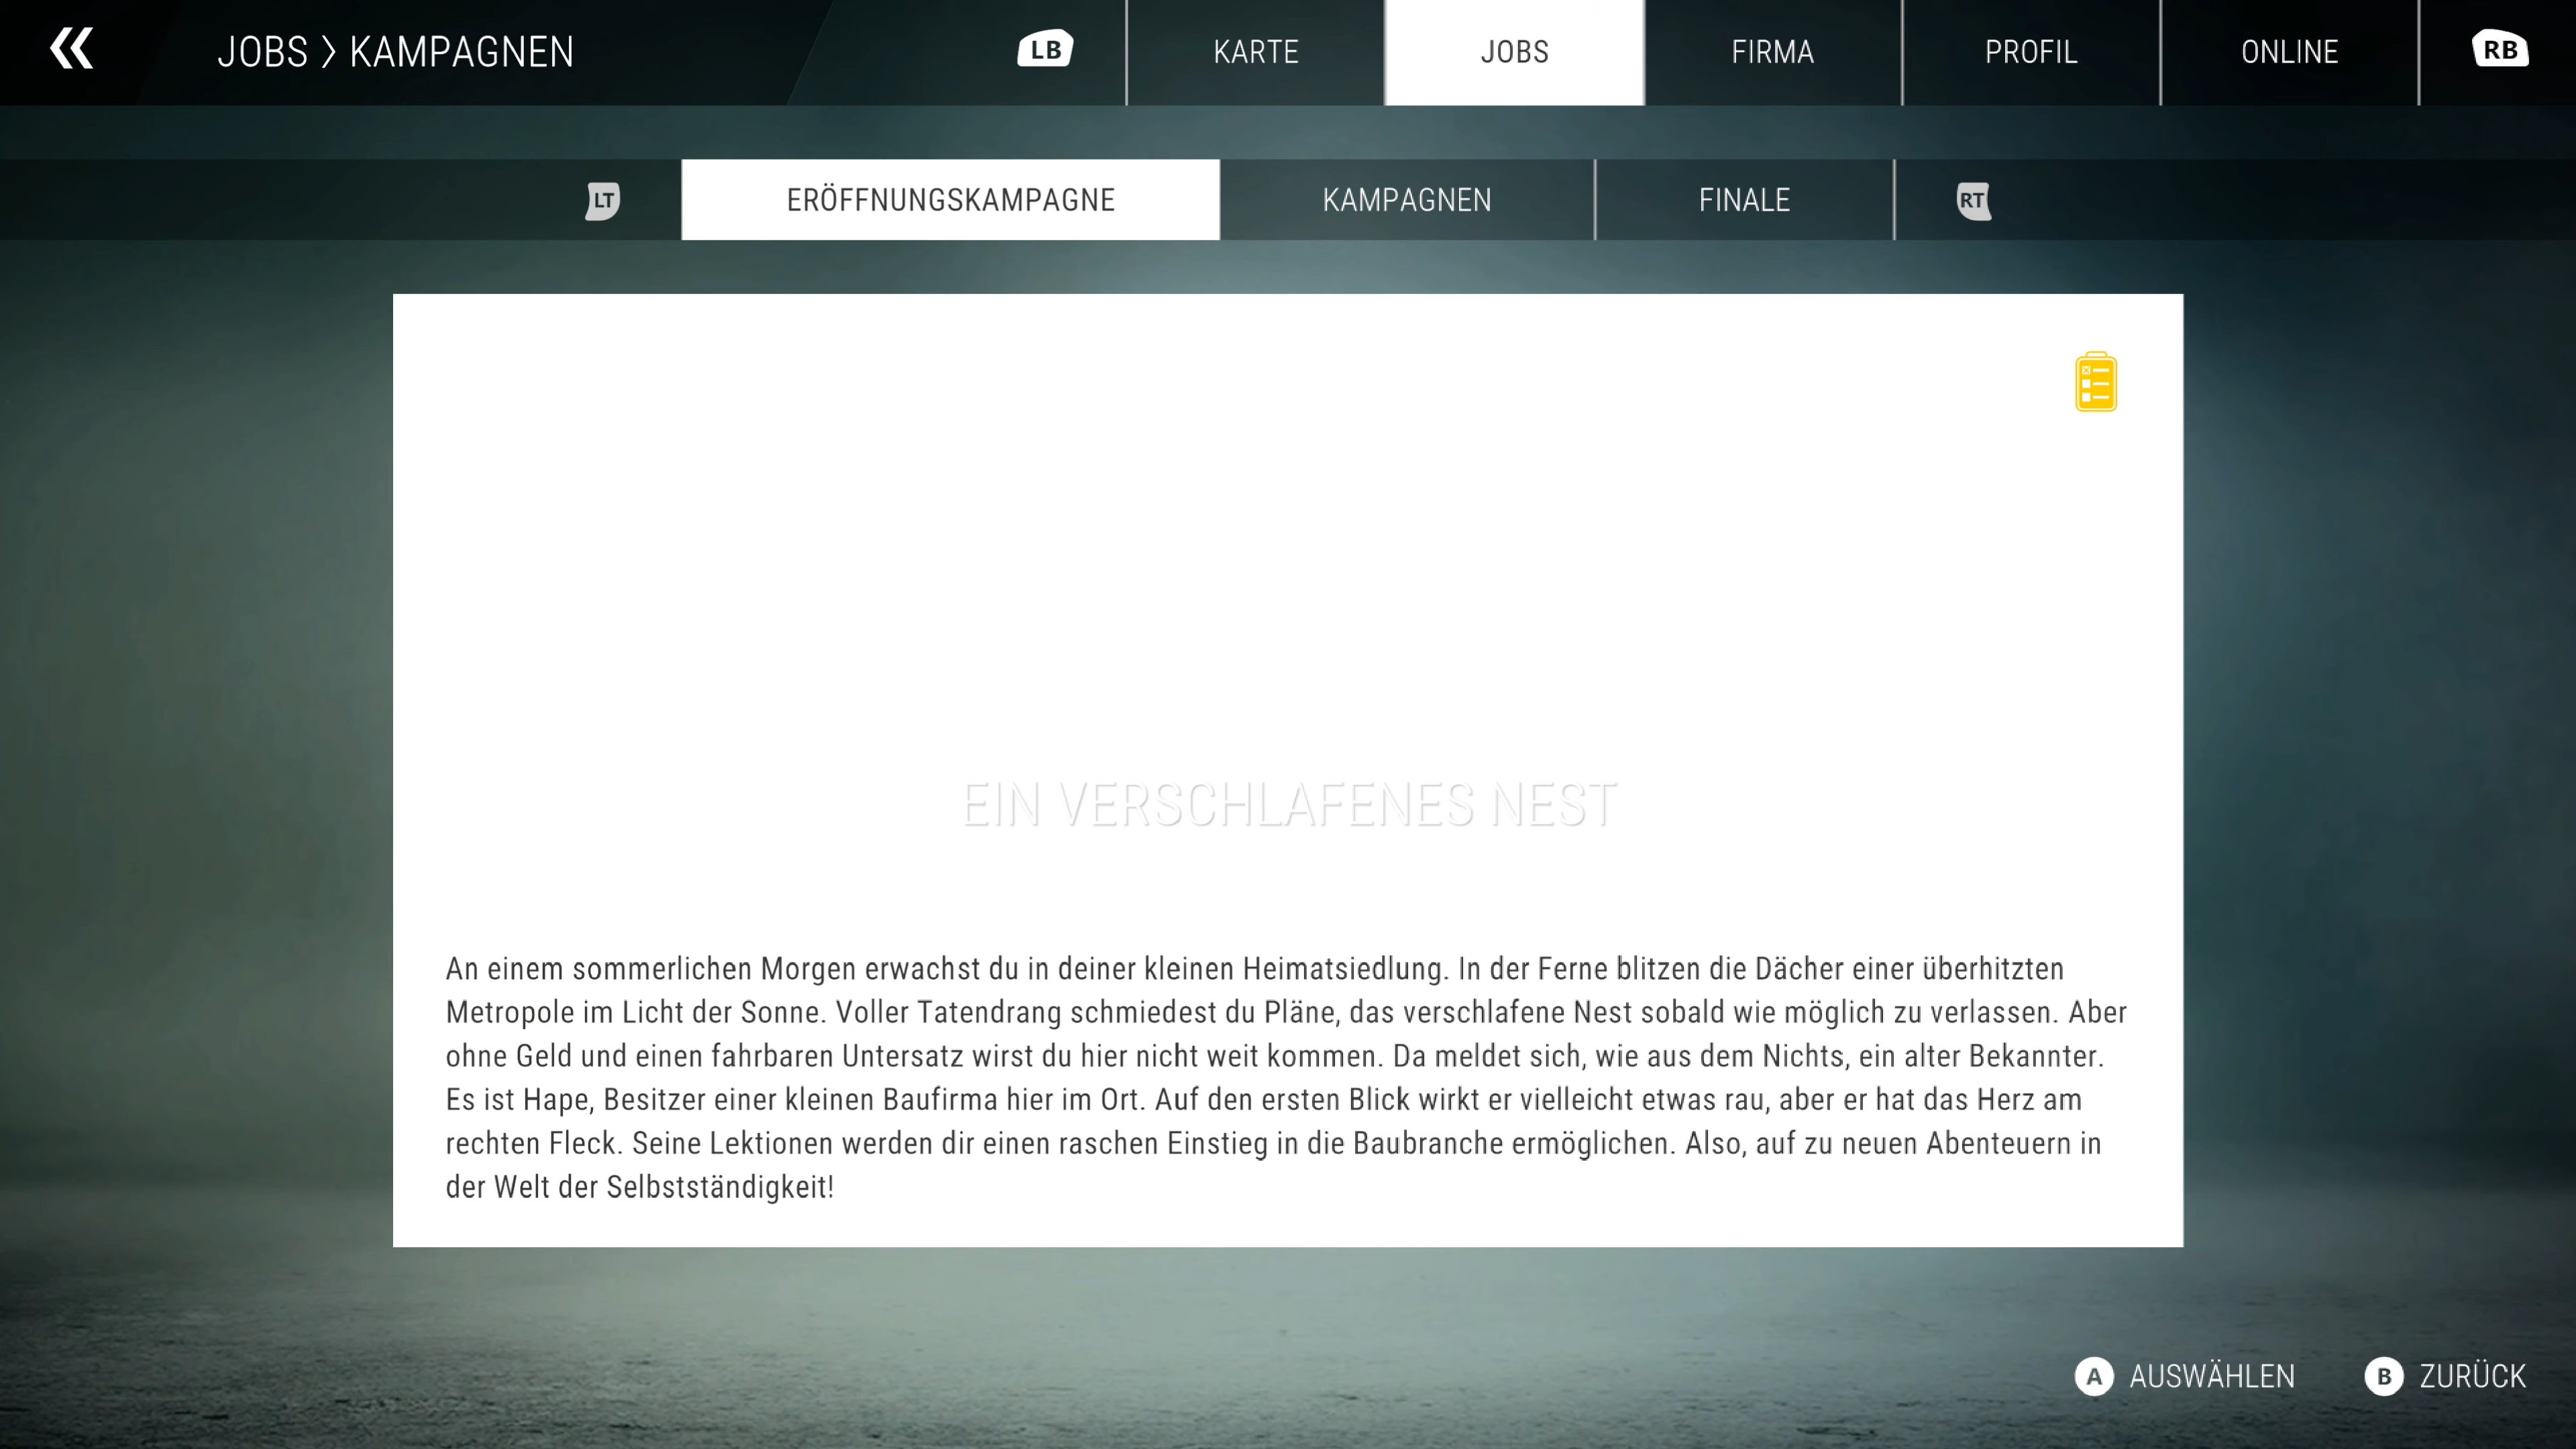 JOBS > KAMPAGNEN
LB
KARTE
JOBS
FIRMA
PROFIL
ONLINE
RB
LT
ERÖFFNUNGSKAMPAGNE
KAMPAGNEN
FINALE
RT
EIN VERSCHLAFENES NEST
An einem sommerlichen Morgen erwachst du in deiner kleinen Heimatsiedlung. In der Ferne blitzen die Dächer einer überhitzten
Metropole im Licht der Sonne. Voller Tatendrang schmiedest du Pläne, das verschlafene Nest sobald wie möglich zu verlassen. Aber
ohne Geld und einen fahrbaren Untersatz wirst du hier nicht weit kommen. Da meldet sich, wie aus dem Nichts, ein alter Bekannter.
Es ist Hape, Besitzer einer kleinen Baufirma hier im Ort. Auf den ersten Blick wirkt er vielleicht etwas rau, aber er hat das Herz am
rechten Fleck. Seine Lektionen werden dir einen raschen Einstieg in die Baubranche ermöglichen. Also, auf zu neuen Abenteuern in
der Welt der Selbstständigkeit!
A AUSWÄHLEN
B ZURÜCK